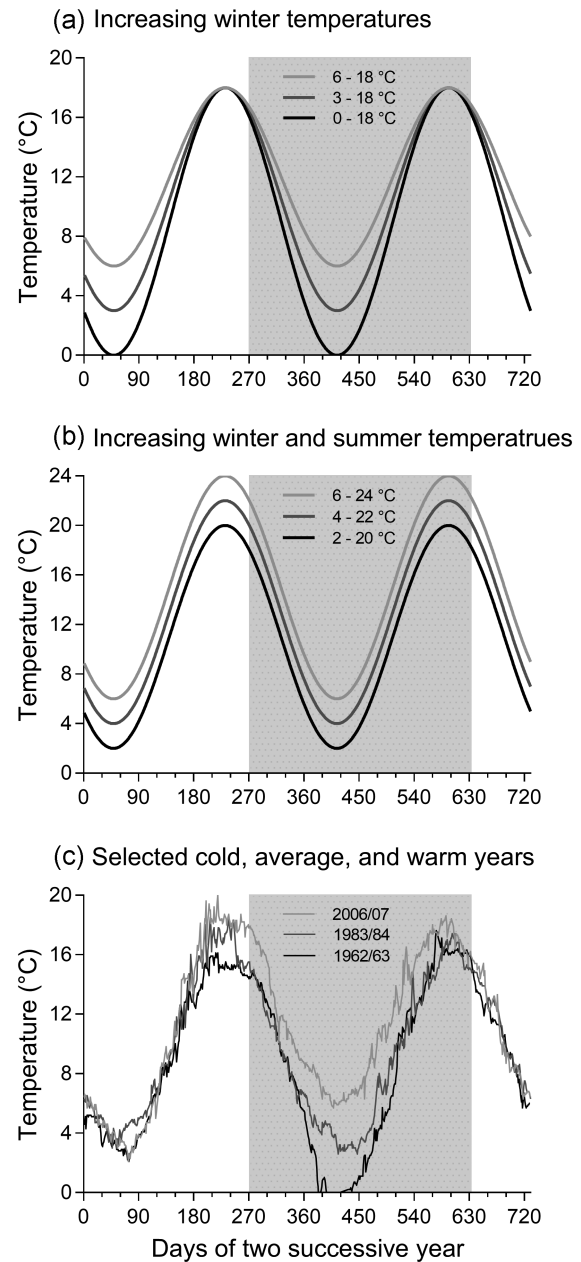 (a) Increasing winter temperatures
20
16
12
8
4
0
Temperature (°C)
6 - 18 °C
3 - 18 °C
0 - 18 °C
0 90 180 270 360 450 540 630 720
(b) Increasing winter and summer temperatrues
24
20
16
12
8
4
0
Temperature (°C)
6 - 24 °C
4 - 22 °C
2 - 20 °C
0 90 180 270 360 450 540 630 720
(c) Selected cold, average, and warm years
20
16
12
8
4
0
Temperature (°C)
2006/07
1983/84
1962/63
0 90 180 270 360 450 540 630 720
Days of two successive year